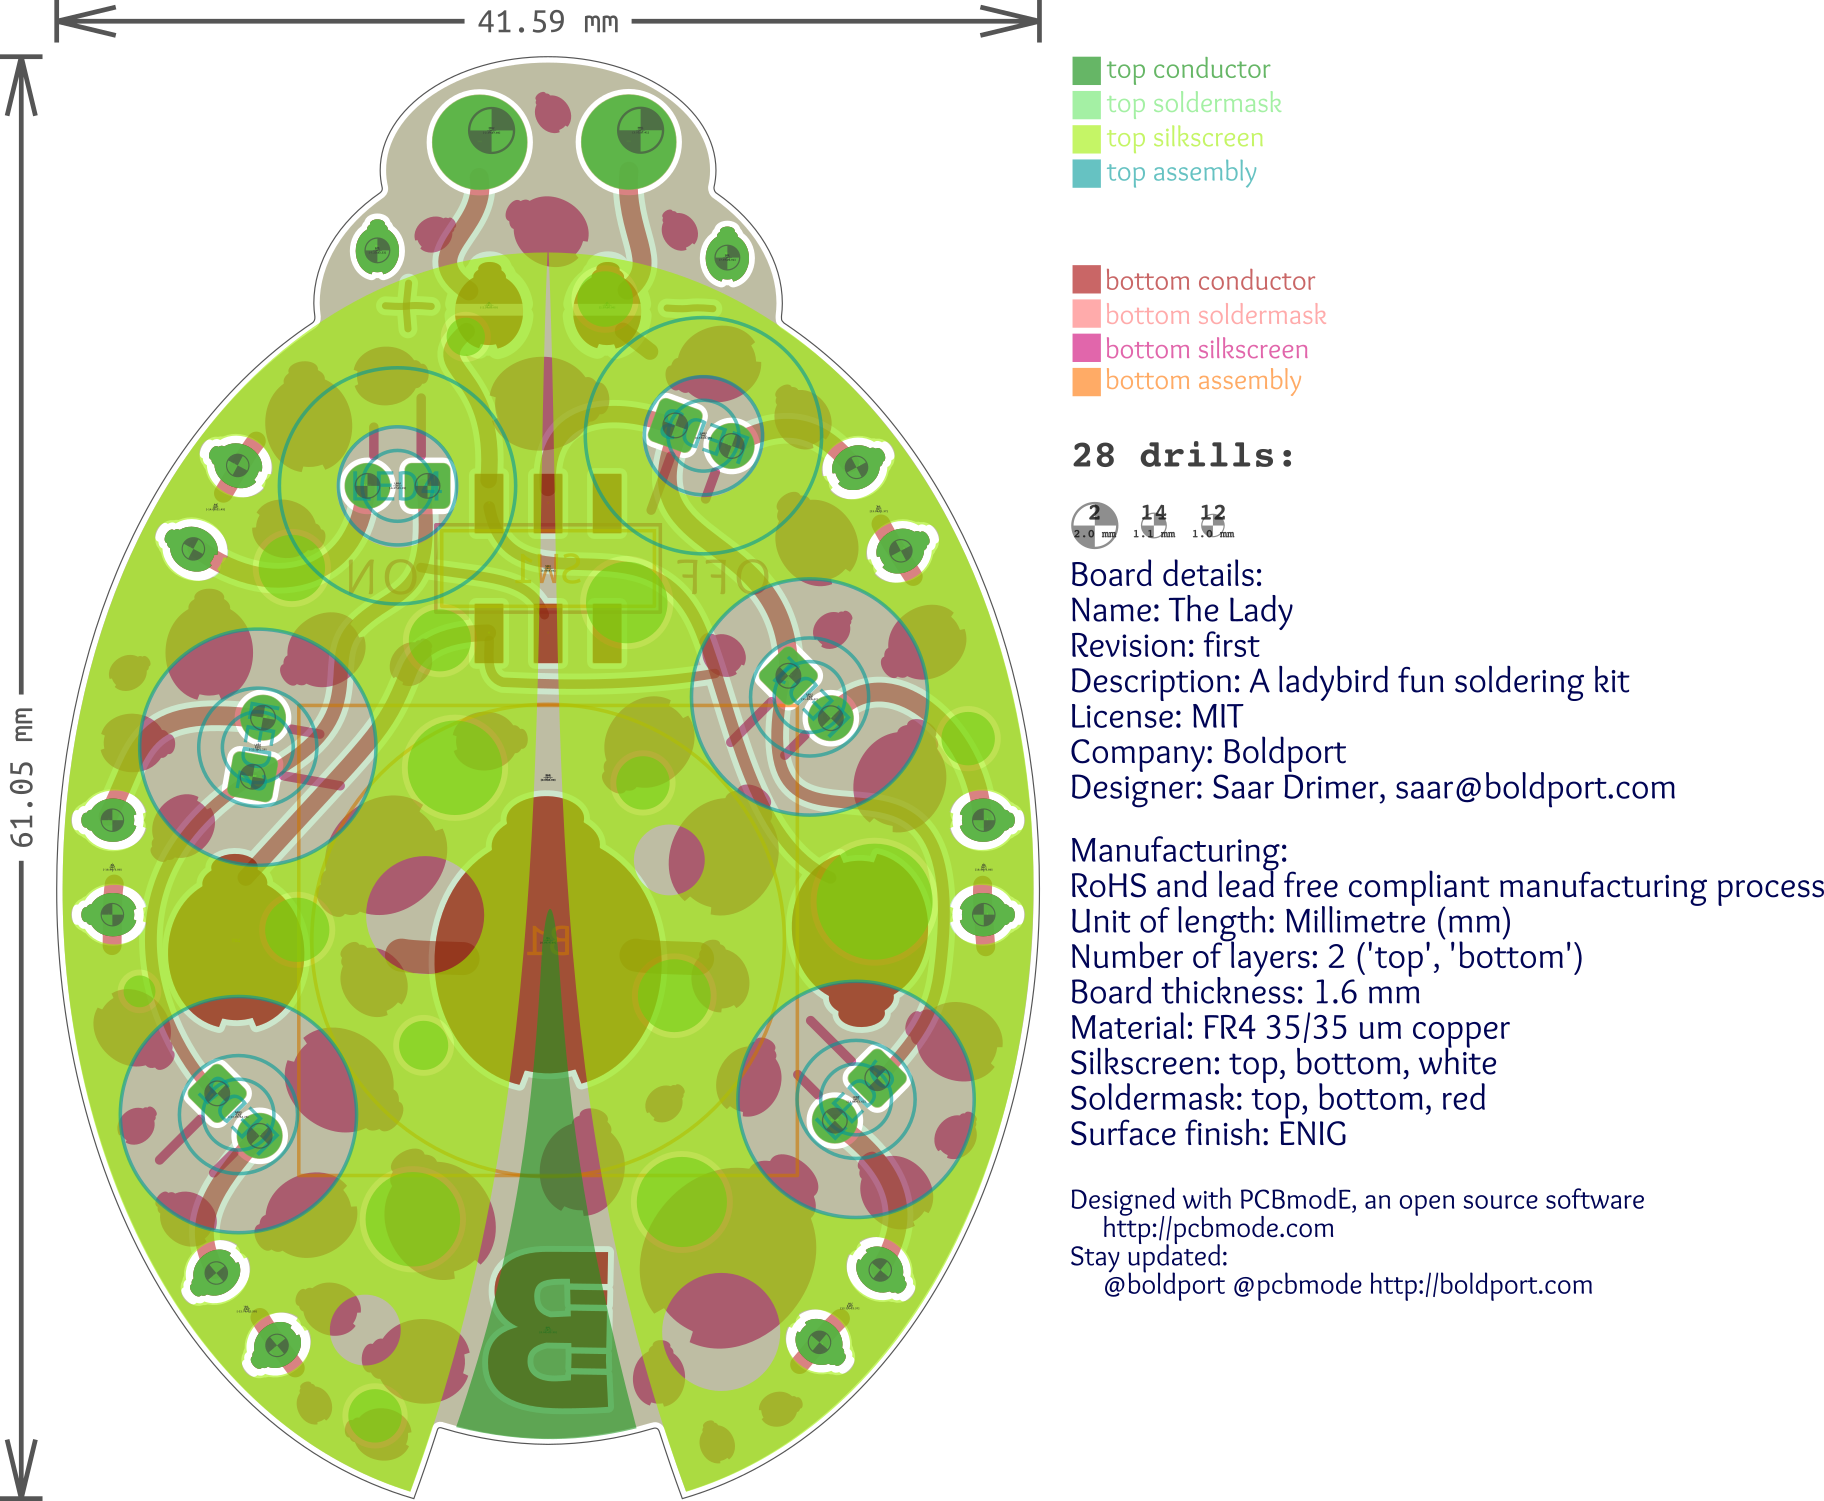 41.59 mm
61.05 mm
top conductor
top soldermask
top silkscreen
top assembly
bottom conductor
bottom soldermask
bottom silkscreen
bottom assembly
28 drills:
2 14 12
2.0 mm 1.1 mm 1.0 mm
Board details:
Name: The Lady
Revision: first
Description: A ladybird fun soldering kit
License: MIT
Company: Boldport
Designer: Saar Drimer, saar@boldport.com
Manufacturing:
RoHS and lead free compliant manufacturing process
Unit of length: Millimetre (mm)
Number of layers: 2 ('top', 'bottom')
Board thickness: 1.6 mm
Material: FR4 35/35 um copper
Silkscreen: top, bottom, white
Soldermask: top, bottom, red
Surface finish: ENIG
Designed with PCBmodE, an open source software
http://pcbmode.com
Stay updated:
@boldport @pcbmode http://boldport.com
+ −
ON SW1 OFF
B1
B